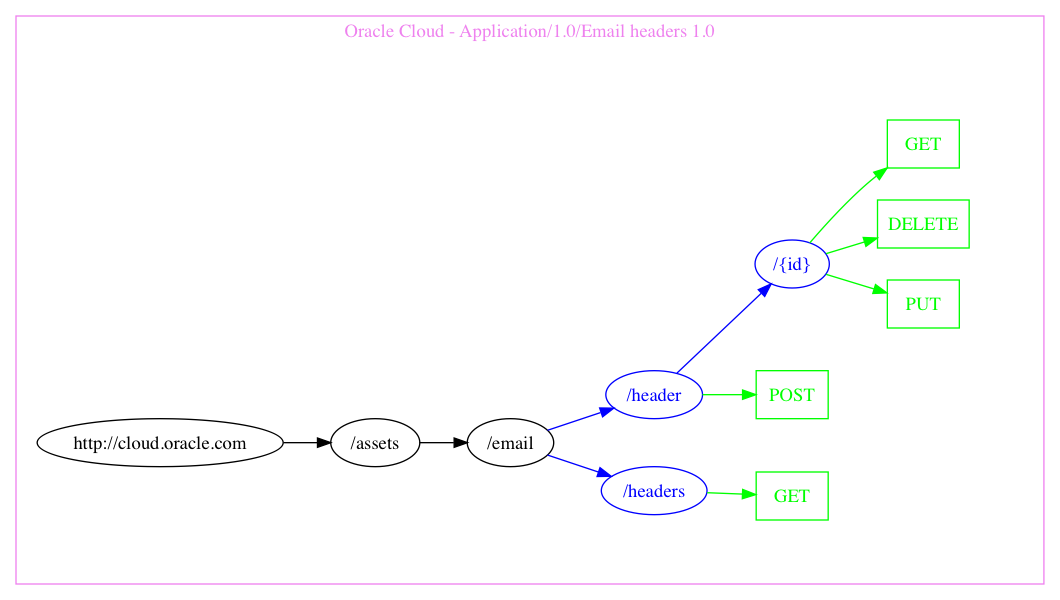 Oracle Cloud - Application/1.0/Email headers 1.0
GET
DELETE
/{id}
PUT
/header
POST
http://cloud.oracle.com
/assets
/email
/headers
GET